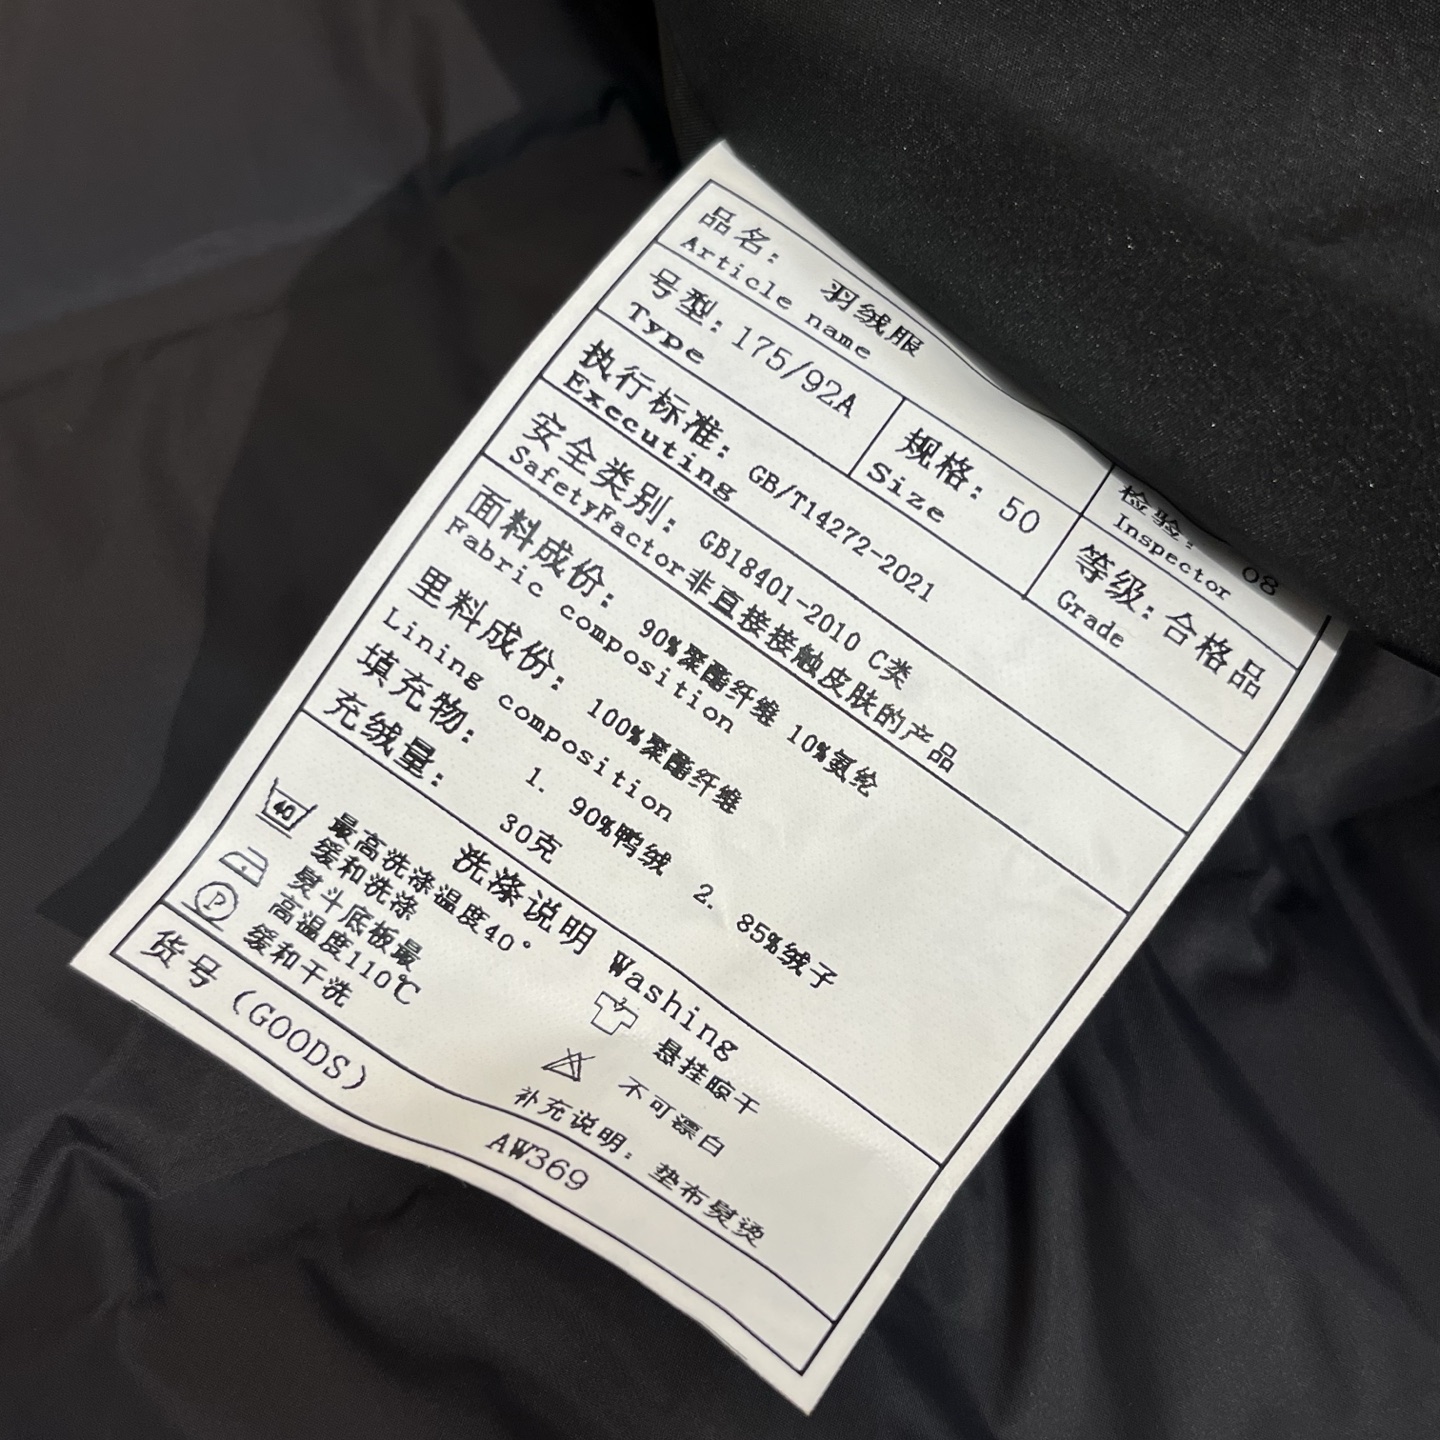 品名: 羽绒服
Article name
检验: 08
Inspector
号型: 175/92A
Type
规格: 50
Size
等级: 合格品
Grade
执行标准: GB/T14272-2021
Executing
安全类别: GB18401-2010 C类
SafetyFactor非直接接触皮肤的产品
面料成份: 90%聚酯纤维 10%氨纶
Fabric composition
里料成份: 100%聚酯纤维
Lining composition
填充物: 1. 90%鸭绒 2. 85%绒子
充绒量: 30克
洗涤说明 Washing
40
最高洗涤温度40°
缓和洗涤
悬挂晾干
熨斗底板最
高温度110℃
不可漂白
P
缓和干洗
补充说明: 垫布熨烫
货号(GOODS) AW369